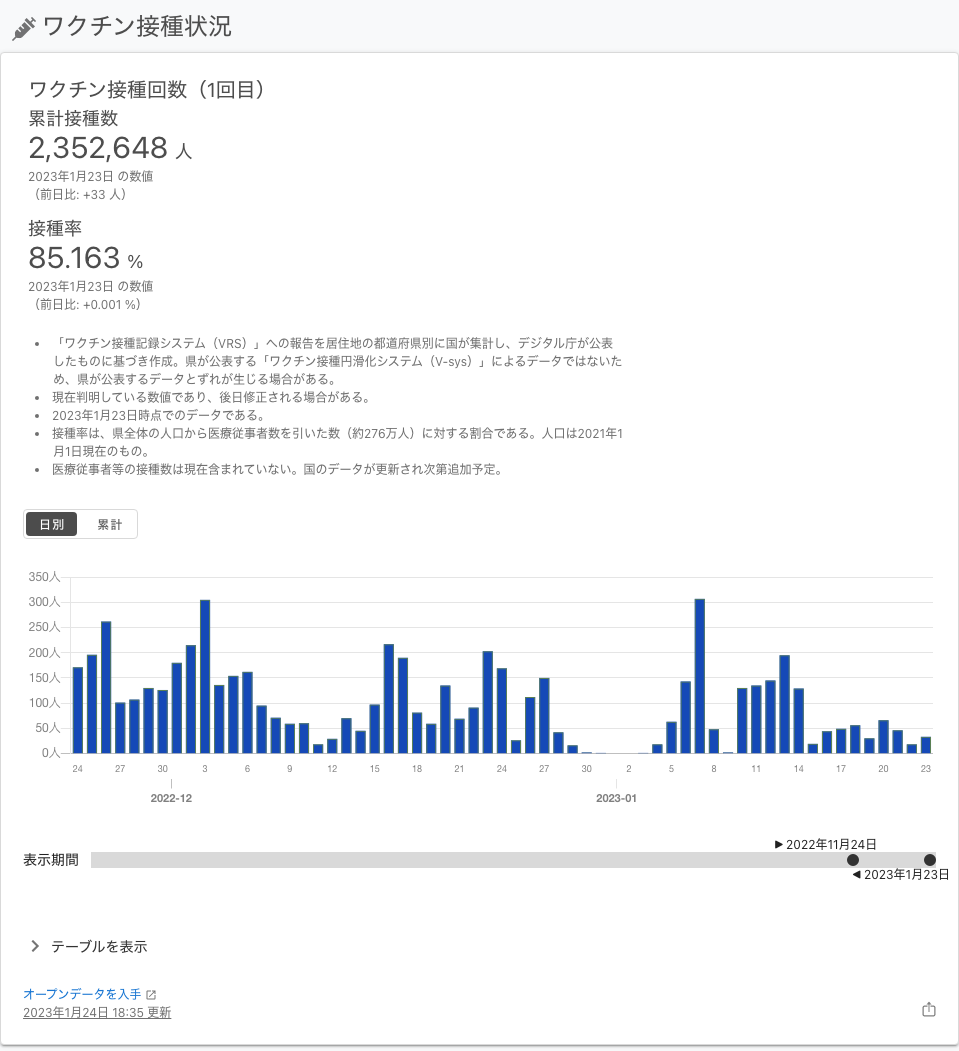 ワクチン接種状況
ワクチン接種回数（1回目）
累計接種数
2,352,648 人
2023年1月23日 の数値
（前日比: +33 人）
接種率
85.163 %
2023年1月23日 の数値
（前日比: +0.001 %）
• 「ワクチン接種記録システム（VRS）」への報告を居住地の都道府県別に国が集計し、デジタル庁が公表
したものに基づき作成。県が公表する「ワクチン接種円滑化システム（V-sys）」によるデータではないた
め、県が公表するデータとずれが生じる場合がある。
• 現在判明している数値であり、後日修正される場合がある。
• 2023年1月23日時点でのデータである。
• 接種率は、県全体の人口から医療従事者数を引いた数（約276万人）に対する割合である。人口は2021年1
月1日現在のもの。
• 医療従事者等の接種数は現在含まれていない。国のデータが更新され次第追加予定。
日別 累計
350人
300人
250人
200人
150人
100人
50人
0人
24 27 30 3 6 9 12 15 18 21 24 27 30 2 5 8 11 14 17 20 23
2022-12 2023-01
2022年11月24日
表示期間
2023年1月23日
テーブルを表示
オープンデータを入手
2023年1月24日 18:35 更新